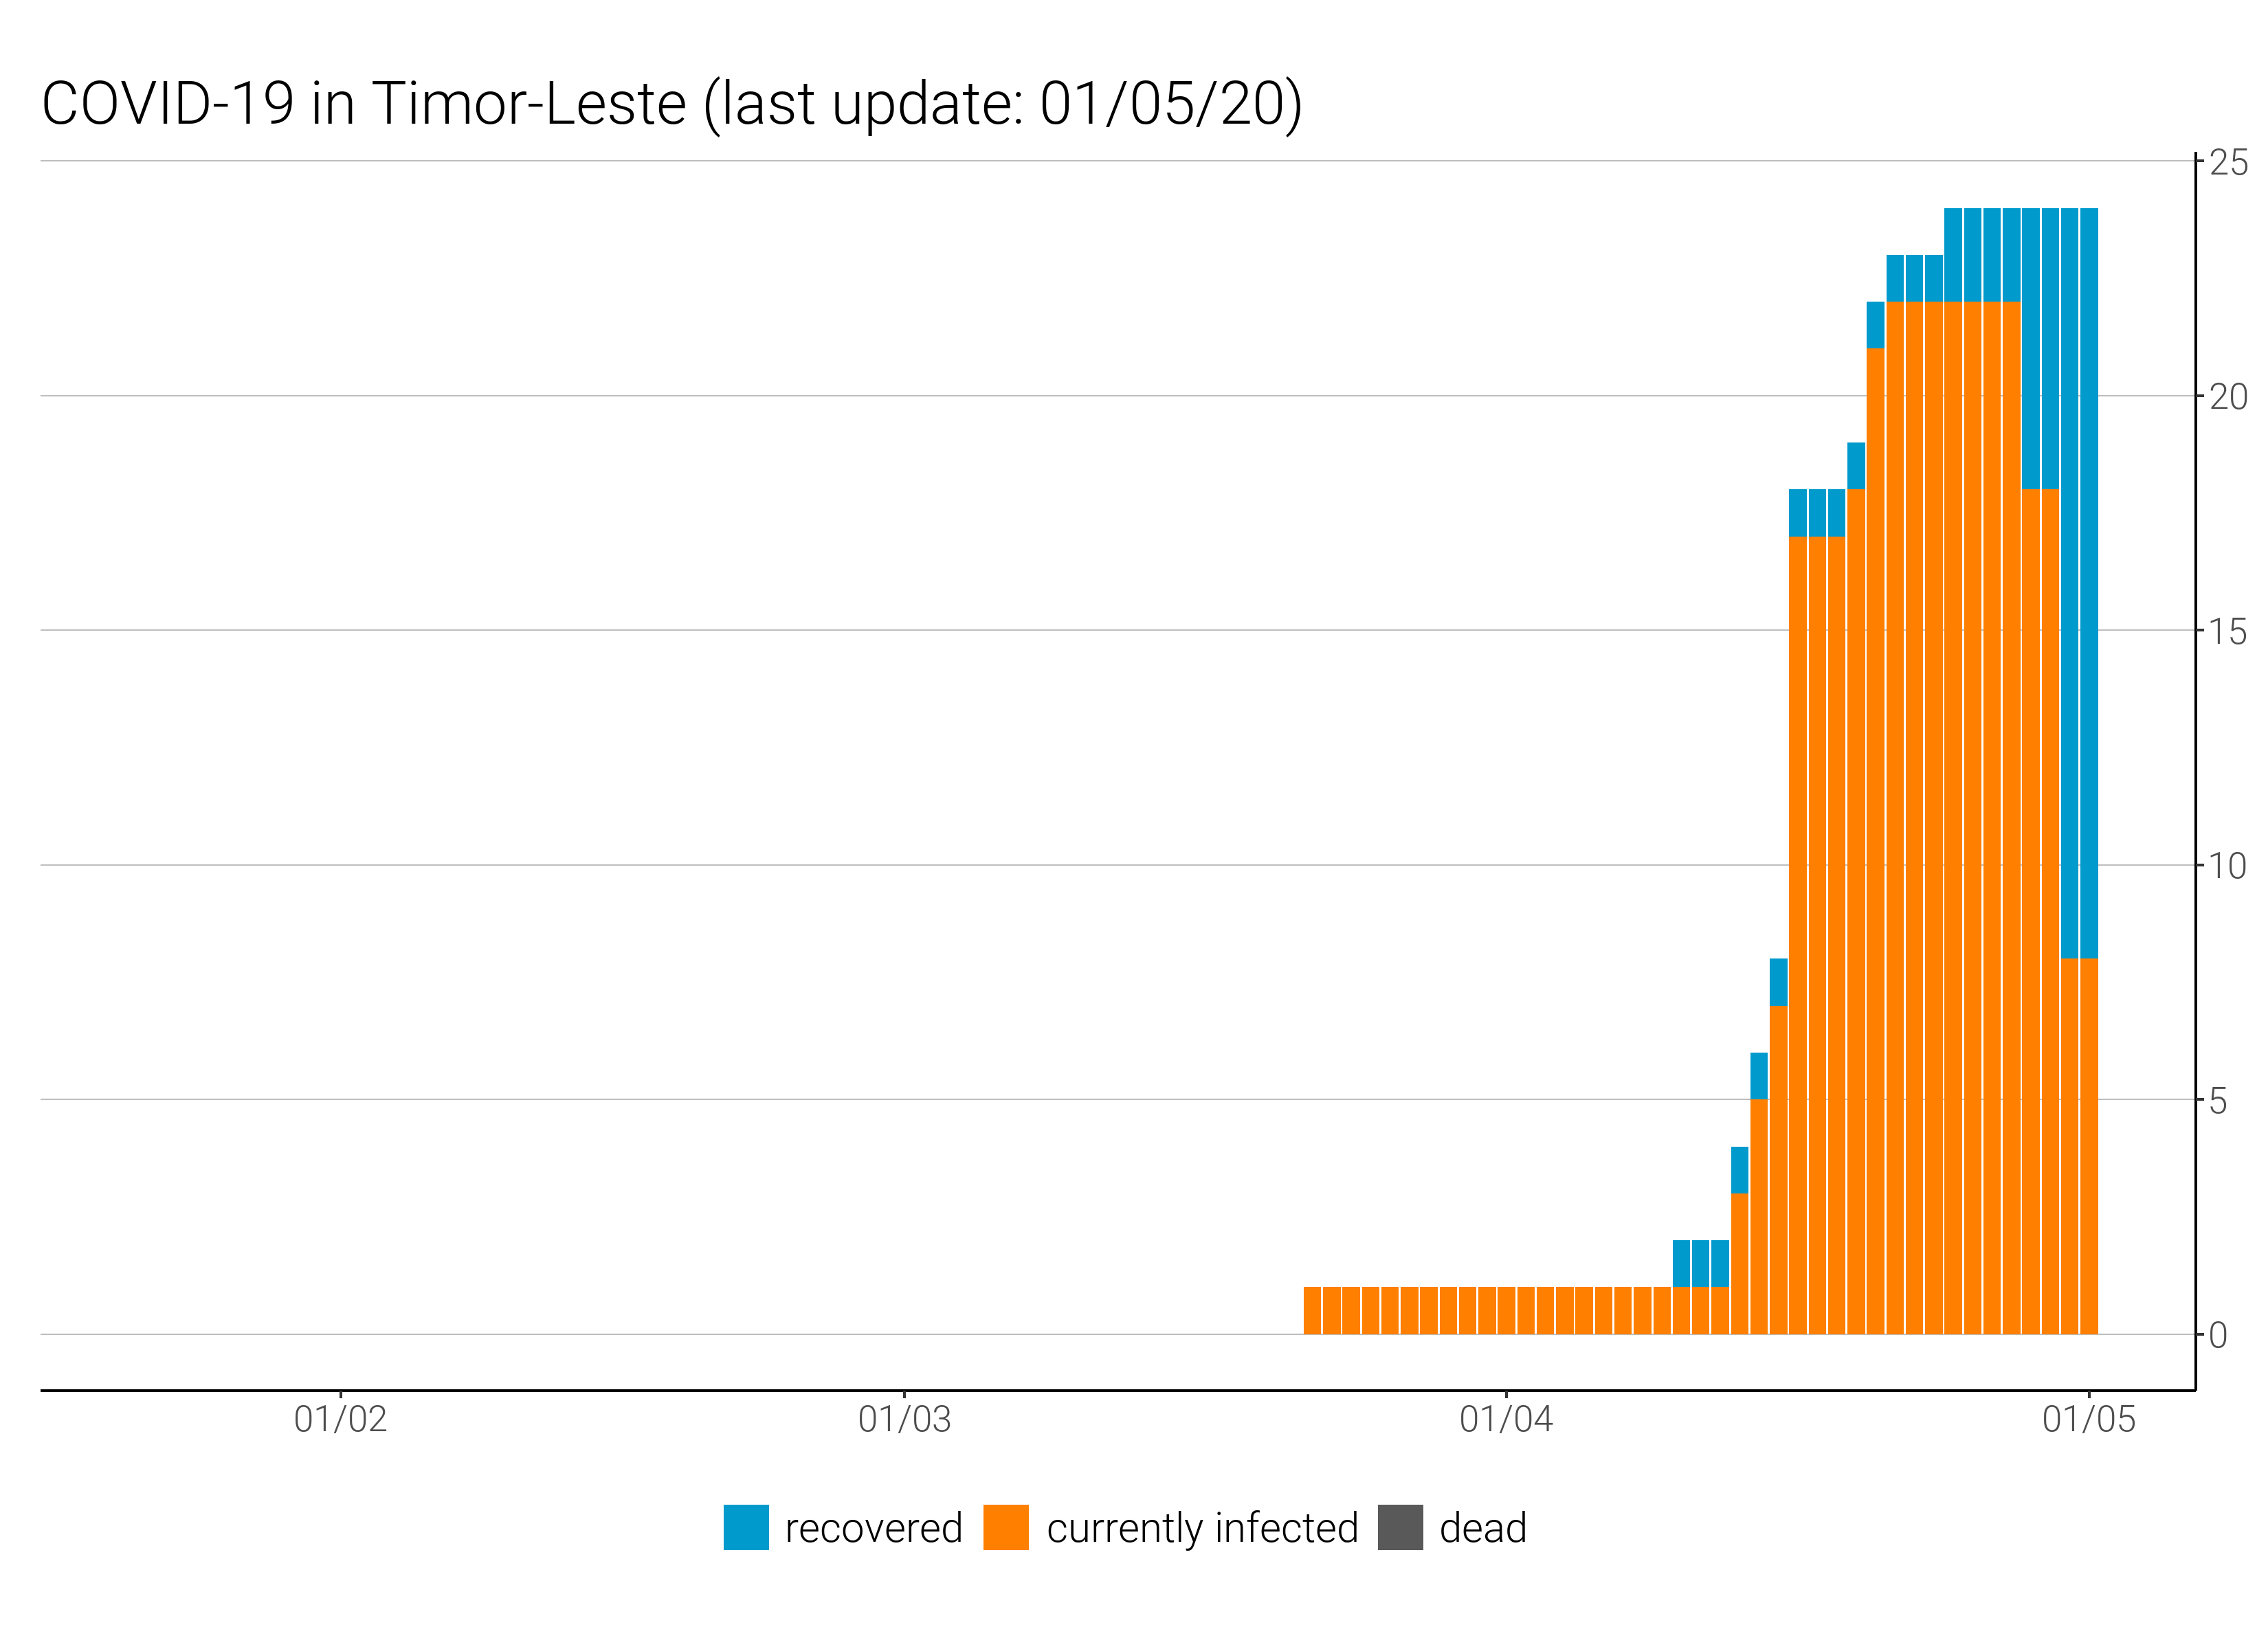 COVID-19 in Timor-Leste (last update: 01/05/20)
25
20
15
10
5
0
01/02 01/03 01/04 01/05
recovered currently infected dead